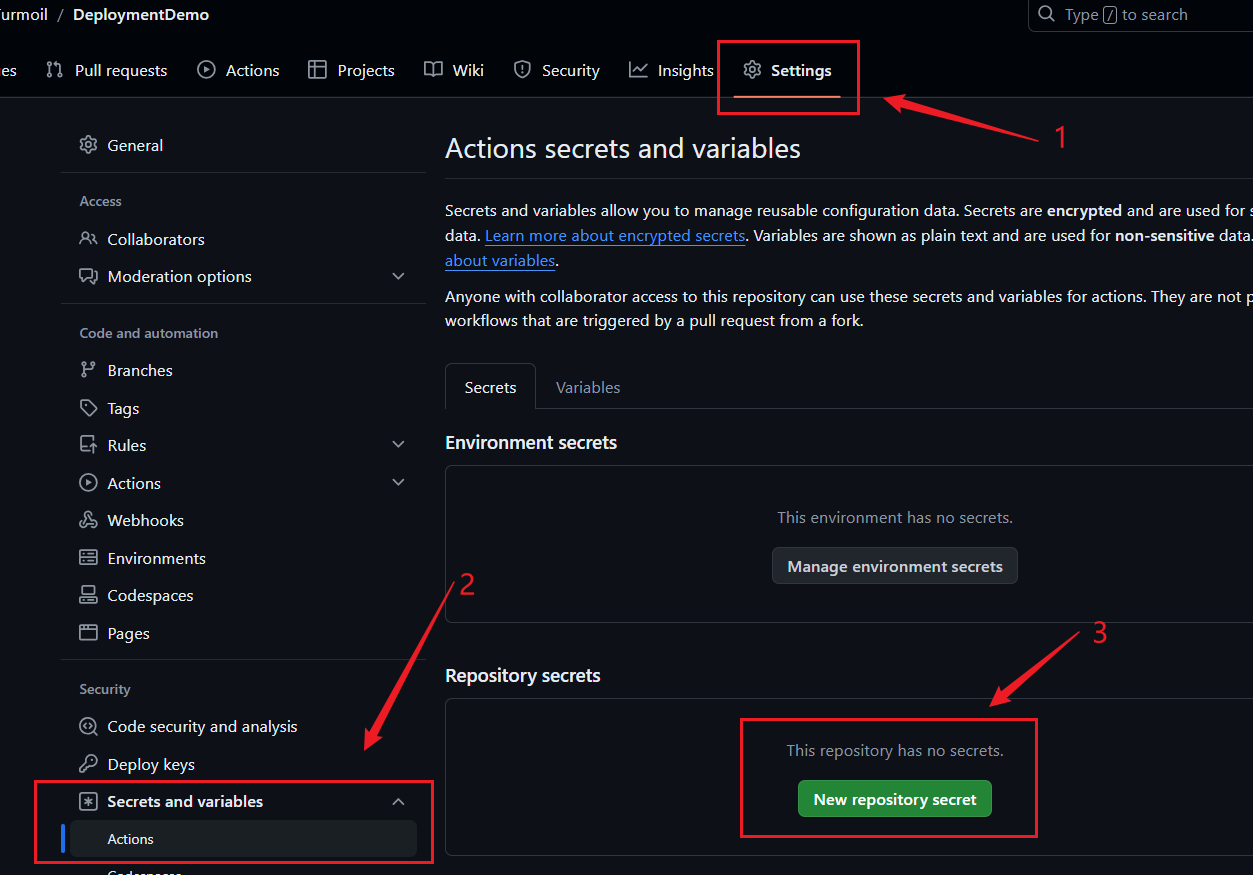 urmoil / DeploymentDemo
Type / to search
es Pull requests Actions Projects Wiki Security Insights Settings
1
General
Access
Collaborators
Moderation options
Code and automation
Branches
Tags
Rules
Actions
Webhooks
Environments
Codespaces
Pages
Security
Code security and analysis
Deploy keys
Secrets and variables
Actions
Codespaces
2
Actions secrets and variables
Secrets and variables allow you to manage reusable configuration data. Secrets are encrypted and are used for s
data. Learn more about encrypted secrets. Variables are shown as plain text and are used for non-sensitive data.
about variables.
Anyone with collaborator access to this repository can use these secrets and variables for actions. They are not p
workflows that are triggered by a pull request from a fork.
Secrets Variables
Environment secrets
This environment has no secrets.
Manage environment secrets
3
Repository secrets
This repository has no secrets.
New repository secret